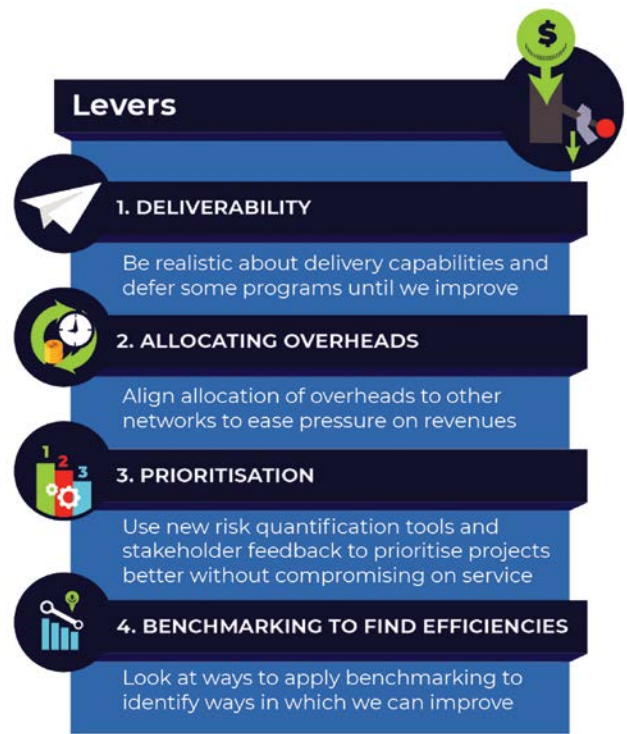 $
Levers
1. DELIVERABILITY
Be realistic about delivery capabilities and
defer some programs until we improve
2. ALLOCATING OVERHEADS
Align allocation of overheads to other
networks to ease pressure on revenues
1
2
3
3. PRIORITISATION
Use new risk quantification tools and
stakeholder feedback to prioritise projects
better without compromising on service
4. BENCHMARKING TO FIND EFFICIENCIES
Look at ways to apply benchmarking to
identify ways in which we can improve